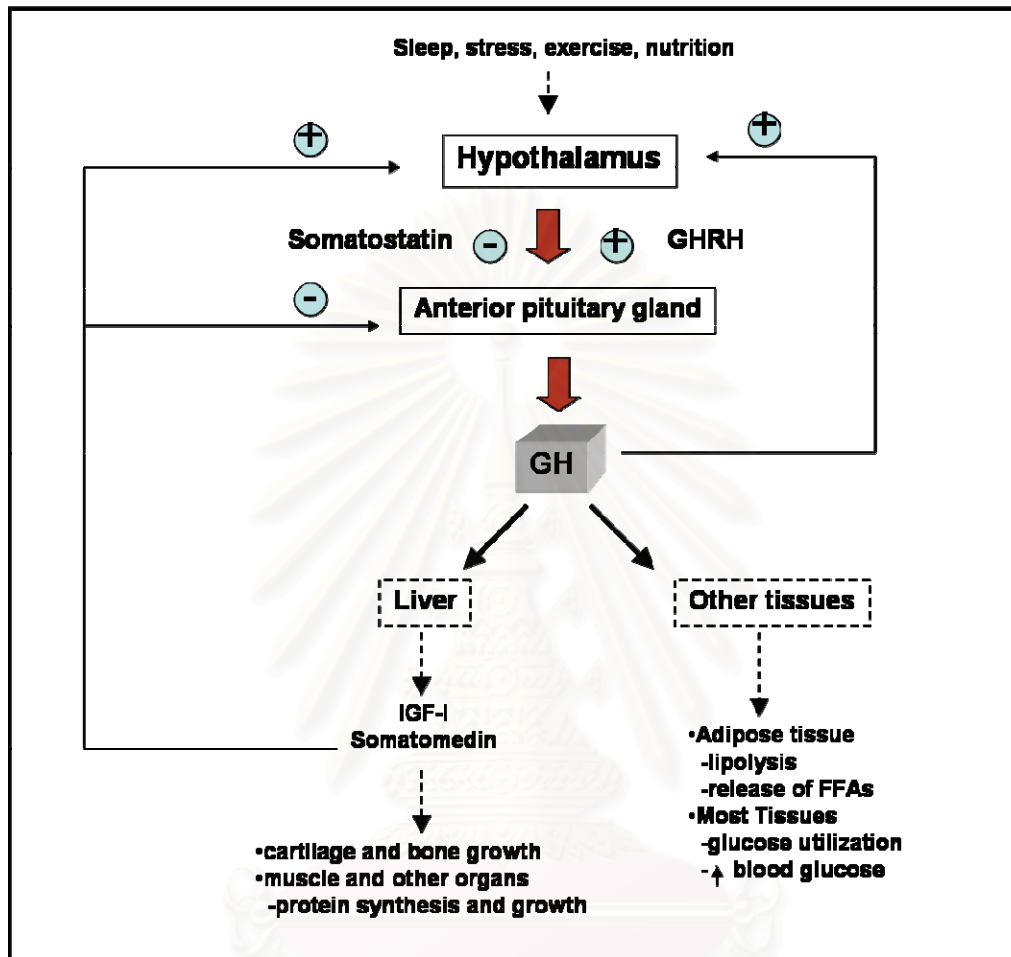 Sleep, stress, exercise, nutrition
+
+
Hypothalamus
Somatostatin - + GHRH
-
Anterior pituitary gland
GH
Liver
Other tissues
IGF-I
Somatomedin
•Adipose tissue
-lipolysis
-release of FFAs
•Most Tissues
-glucose utilization
-↑ blood glucose
•cartilage and bone growth
•muscle and other organs
-protein synthesis and growth